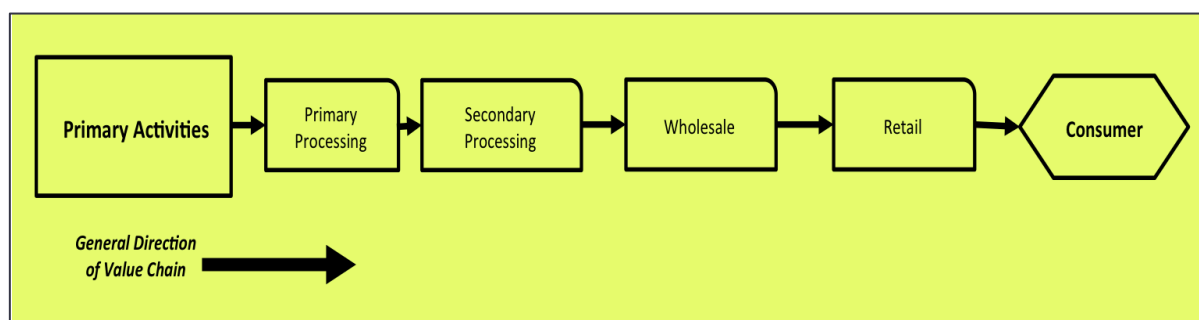 Primary Activities
Primary
Processing
Secondary
Processing
Wholesale
Retail
Consumer
General Direction
of Value Chain